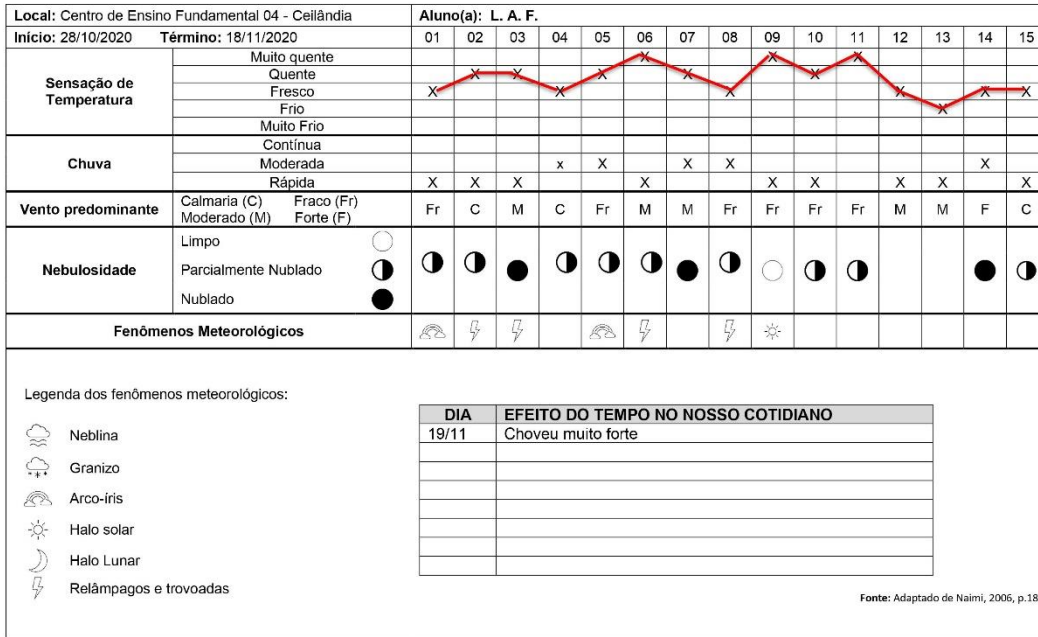 Local: Centro de Ensino Fundamental 04 - Ceilândia Aluno(a): L. A. F.
Início: 28/10/2020 Término: 18/11/2020 01 02 03 04 05 06 07 08 09 10 11 12 13 14 15
Sensação de Temperatura
Muito quente X X X
Quente X X X X X
Fresco X X X X X X
Frio X
Muito Frio
Chuva
Contínua
Moderada x X X X X
Rápida X X X X X X X X X
Vento predominante
Calmaria (C) Fraco (Fr)
Moderado (M) Forte (F)
Fr C M C Fr M M Fr Fr Fr Fr M M F C
Nebulosidade
Limpo
Parcialmente Nublado
Nublado
Fenômenos Meteorológicos
Legenda dos fenômenos meteorológicos:
Neblina
Granizo
Arco-íris
Halo solar
Halo Lunar
Relâmpagos e trovoadas
DIA EFEITO DO TEMPO NO NOSSO COTIDIANO
19/11 Choveu muito forte
Fonte: Adaptado de Naimi, 2006, p.18